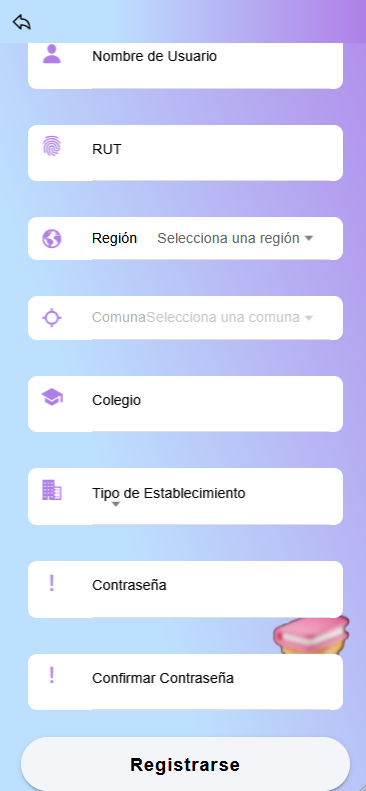 Nombre de Usuario
RUT
Región Selecciona una región
Comuna Selecciona una comuna
Colegio
Tipo de Establecimiento
! Contraseña
! Confirmar Contraseña
Registrarse